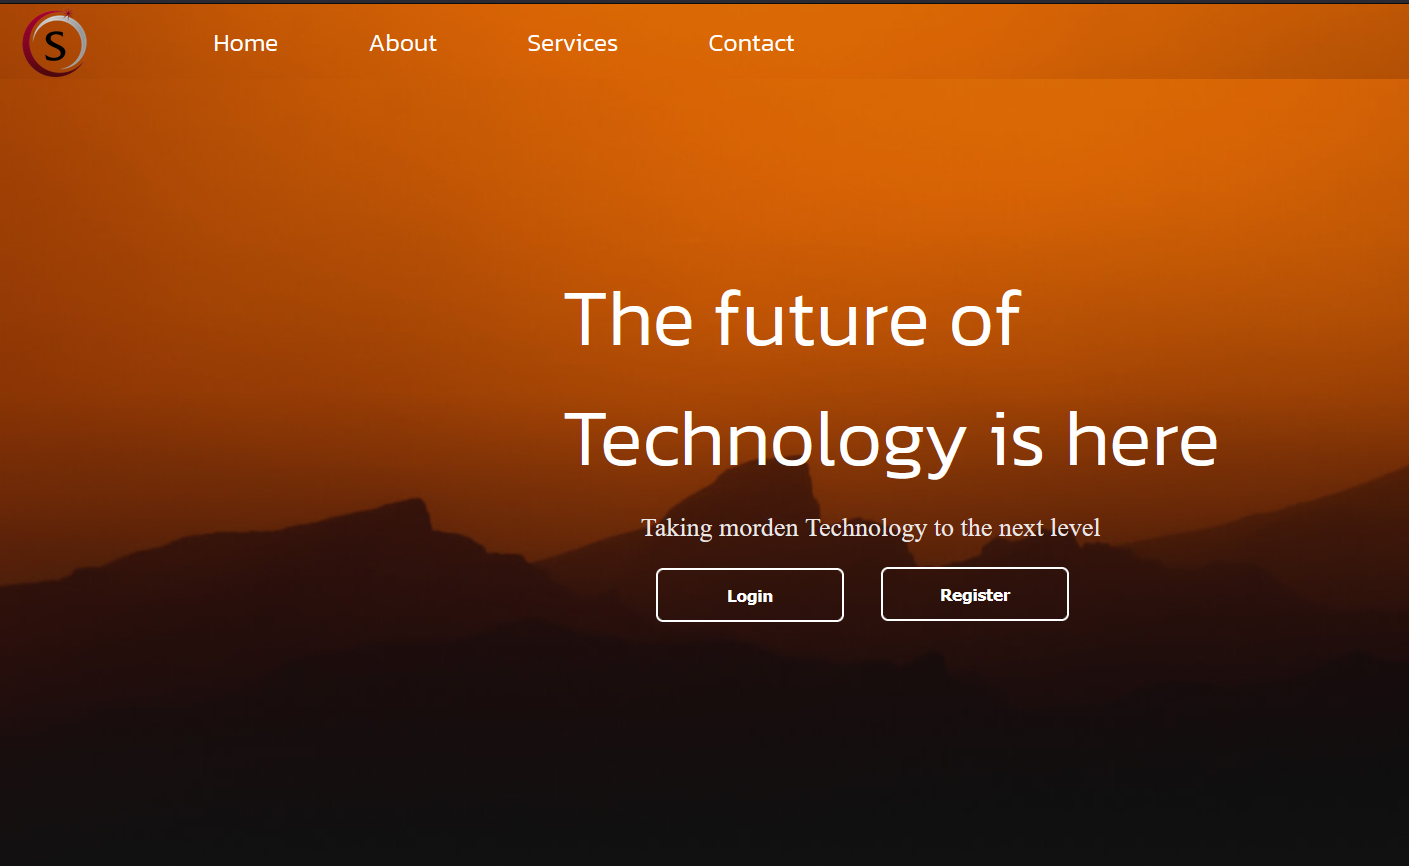 S
Home About Services Contact
The future of
Technology is here
Taking morden Technology to the next level
Login Register